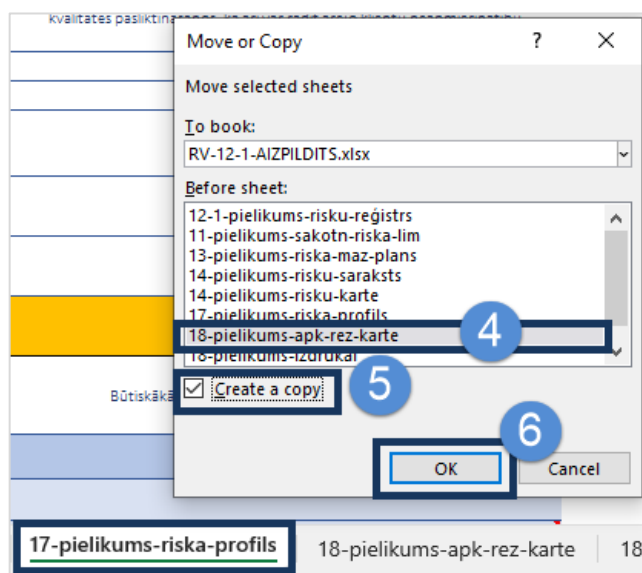 Move or Copy ? ×
Move selected sheets
To book:
RV-12-1-AIZPILDITS.xlsx
Before sheet:
12-1-pielikums-risku-reģistrs
11-pielikums-sakotn-riska-lim
13-pielikums-riska-maz-plans
14-pielikums-risku-saraksts
14-pielikums-risku-karte
17-pielikums-riska-profils
18-pielikums-apk-rez-karte 4
18-pielikums-izdrukai
Create a copy 5
Būtiskākā
6
OK Cancel
17-pielikums-riska-profils 18-pielikums-apk-rez-karte 18